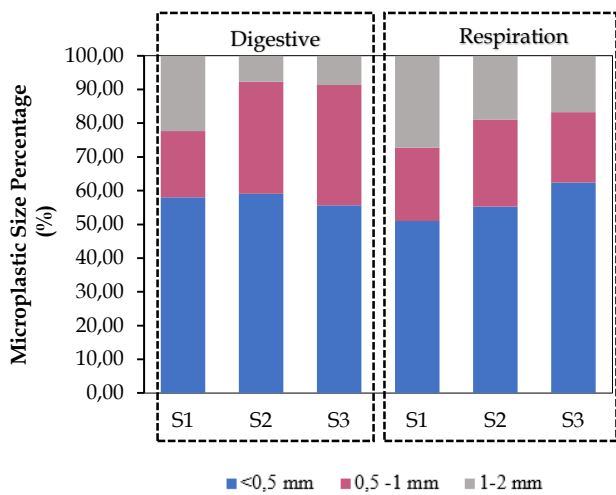 Digestive
Respiration
Microplastic Size Percentage
(%)
100,00
90,00
80,00
70,00
60,00
50,00
40,00
30,00
20,00
10,00
0,00
S1 S2 S3 S1 S2 S3
<0,5 mm 0,5 -1 mm 1-2 mm